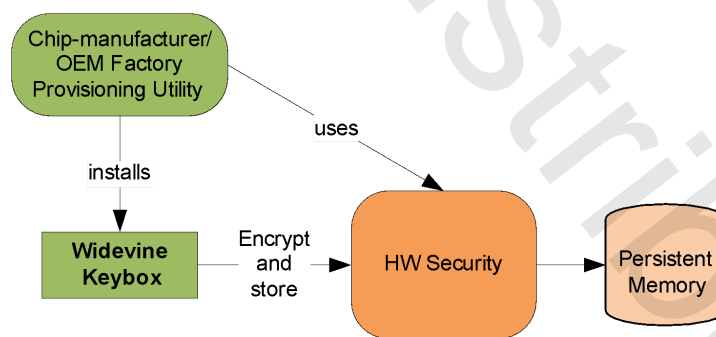 Chip-manufacturer/
OEM Factory
Provisioning Utility
uses
installs
Widevine
Keybox
Encrypt
and
store
HW Security
Persistent
Memory